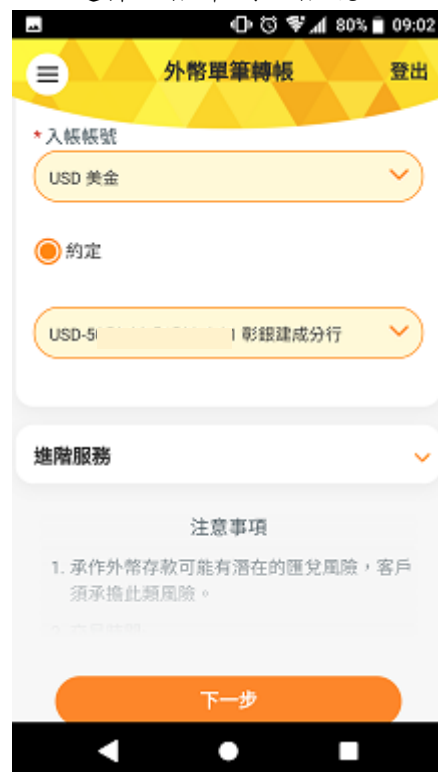 80% 09:02
外幣單筆轉帳 登出
*入帳帳號
USD 美金
約定
USD-5 彰銀建成分行
進階服務
注意事項
1. 承作外幣存款可能有潛在的匯兌風險，客戶
須承擔此類風險。
下一步